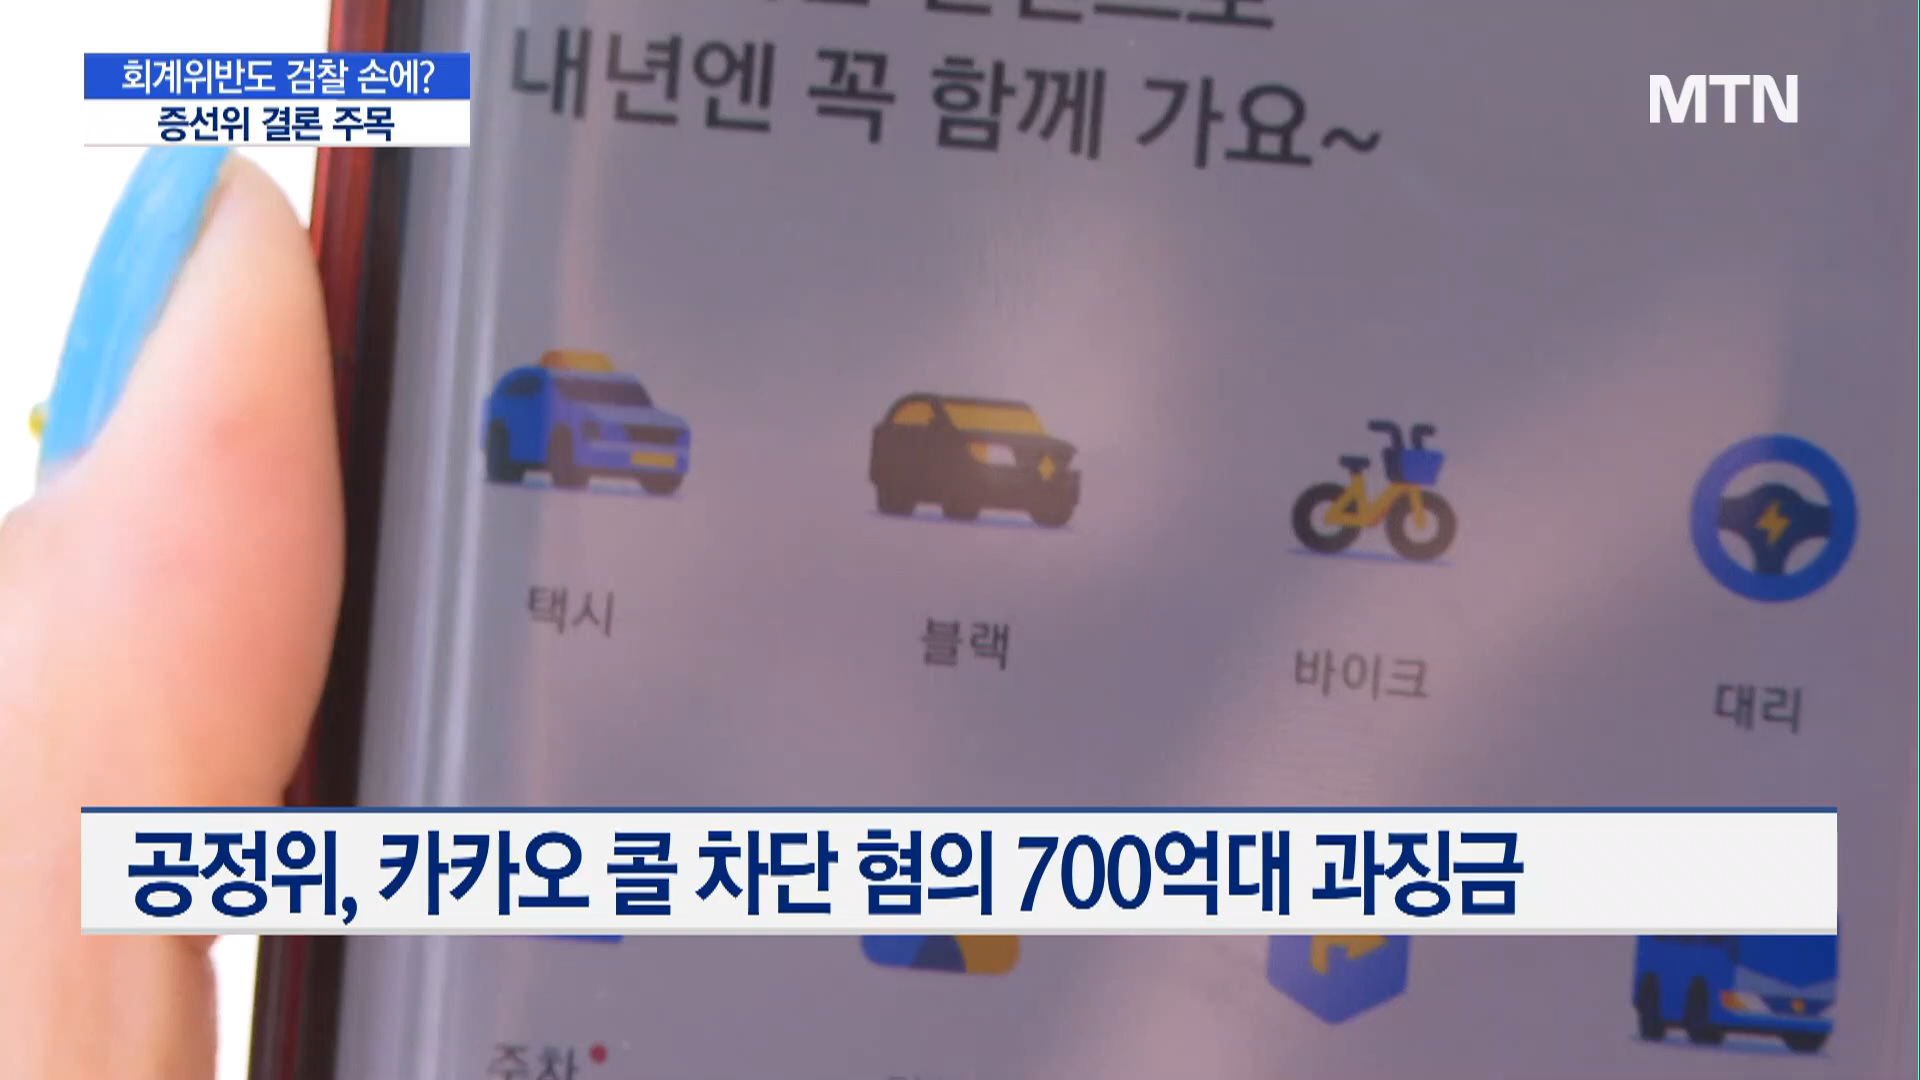 회계위반도 검찰 손에?
증선위 결론 주목
MTN
내년엔 꼭 함께 가요~
택시
블랙
바이크
대리
공정위, 카카오 콜 차단 혐의 700억대 과징금
주차